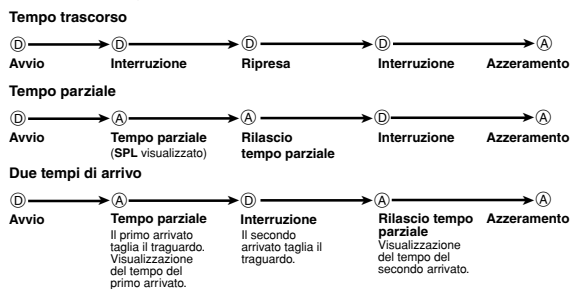 Tempo trascorso
Ⓓ Ⓓ Ⓓ Ⓓ Ⓐ
Avvio Interruzione Ripresa Interruzione Azzeramento
Tempo parziale
Ⓓ Ⓐ Ⓐ Ⓓ Ⓐ
Avvio Tempo parziale Rilascio Interruzione Azzeramento
(SPL visualizzato) tempo parziale
Due tempi di arrivo
Ⓓ Ⓐ Ⓓ Ⓐ Ⓐ
Avvio Tempo parziale Interruzione Rilascio tempo Azzeramento
parziale
Il primo arrivato
taglia il traguardo.
Visualizzazione
del tempo del
primo arrivato.
Il secondo
arrivato taglia il
traguardo.
Visualizzazione
del tempo del
secondo arrivato.